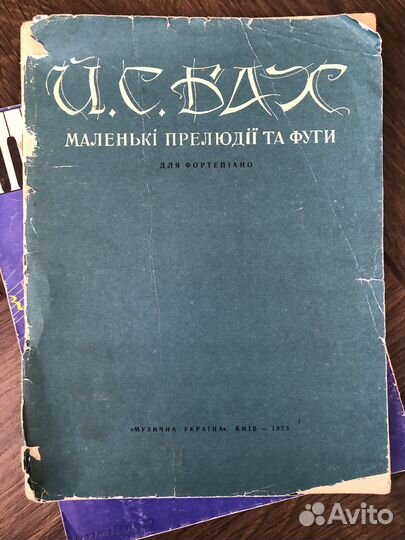 Й.С.БАХ
МАЛЕНЬКІ ПРЕЛЮДІЇ ТА ФУГИ
ДЛЯ ФОРТЕПІАНО
«МУЗИЧНА УКРАЇНА», КИЇВ — 1973
Avito